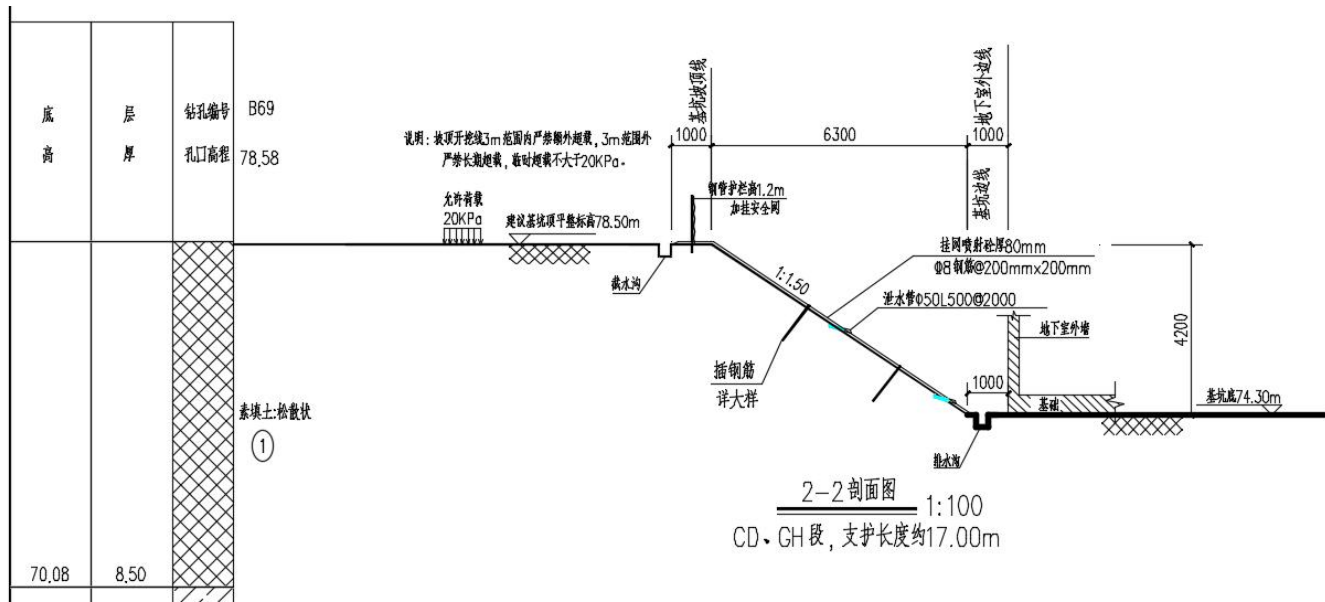 底高
层厚
钻孔编号 B69
孔口高程 78,58
说明：坡顶开挖线3m范围内严禁额外超载，3m范围外
严禁长期超载，临时超载不大于20KPa。
基坑坡顶线
地下室外边线
1000
6300
1000
基坑边线
钢管护栏高1.2m
加挂安全网
允许荷载
20KPa
建议基坑顶平整标高78.50m
截水沟
1:1.50
挂网喷射砼厚80mm
Φ8钢筋@200mmx200mm
泄水管Φ50L500@2000
地下室外墙
4200
插钢筋
详大样
1000
基础
基坑底74.30m
素填土:松散状
①
排水沟
2-2剖面图 1:100
CD、GH段，支护长度约17.00m
70.08
8.50